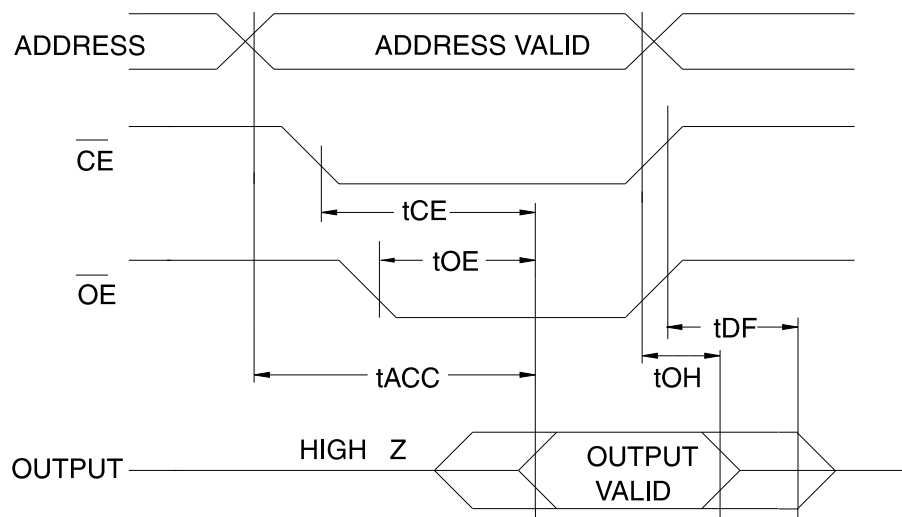 ADDRESS
ADDRESS VALID
CE
tCE
tOE
OE
tDF
tACC
tOH
HIGH Z
OUTPUT
OUTPUT
VALID